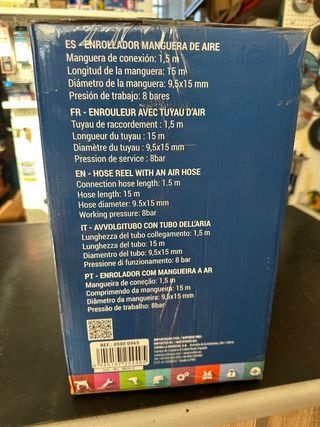 ES - ENROLLADOR MANGUERA DE AIRE
Manguera de conexión: 1,5 m
Longitud de la manguera: 15 m
Diámetro de la manguera: 9,5x15 mm
Presión de trabajo: 8 bares
FR - ENROULEUR AVEC TUYAU D'AIR
Tuyau de raccordement : 1,5 m
Longueur du tuyau : 15 m
Diamètre du tuyau : 9,5x15 mm
Pression de service : 8bar
EN - HOSE REEL WITH AN AIR HOSE
Connection hose length: 1.5 m
Hose length: 15 m
Hose diameter: 9.5x15 mm
Working pressure: 8bar
IT - AVVOLGITUBO CON TUBO DELL'ARIA
Lunghezza del tubo collegamento: 1,5 m
Lunghezza del tubo: 15 m
Diamentro del tubo: 9,5x15 mm
Pressione di funzionamento: 8 bar
PT - ENROLADOR COM MANGUEIRA A AR
Mangueira de coneção: 1,5 m
Comprimento da mangueira: 15 m
Diâmetro da mangueira: 9,5x15 mm
Pressão do trabalho: 8bar
REF.: 0900 0965